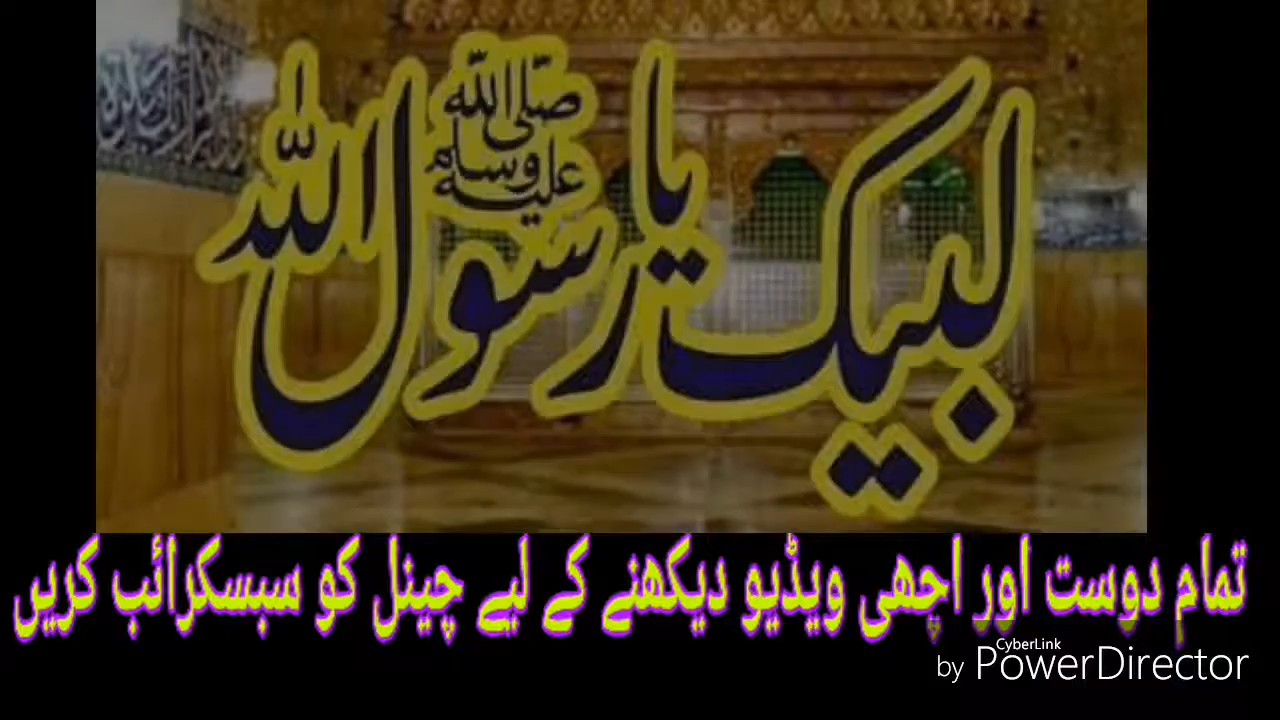 لبیک یا رسول اللہ
صلی اللہ
علیہ وسلم
تمام دوست اور اچھی ویڈیو دیکھنے کے لیے چینل کو سبسکرائب کریں
CyberLink
by PowerDirector